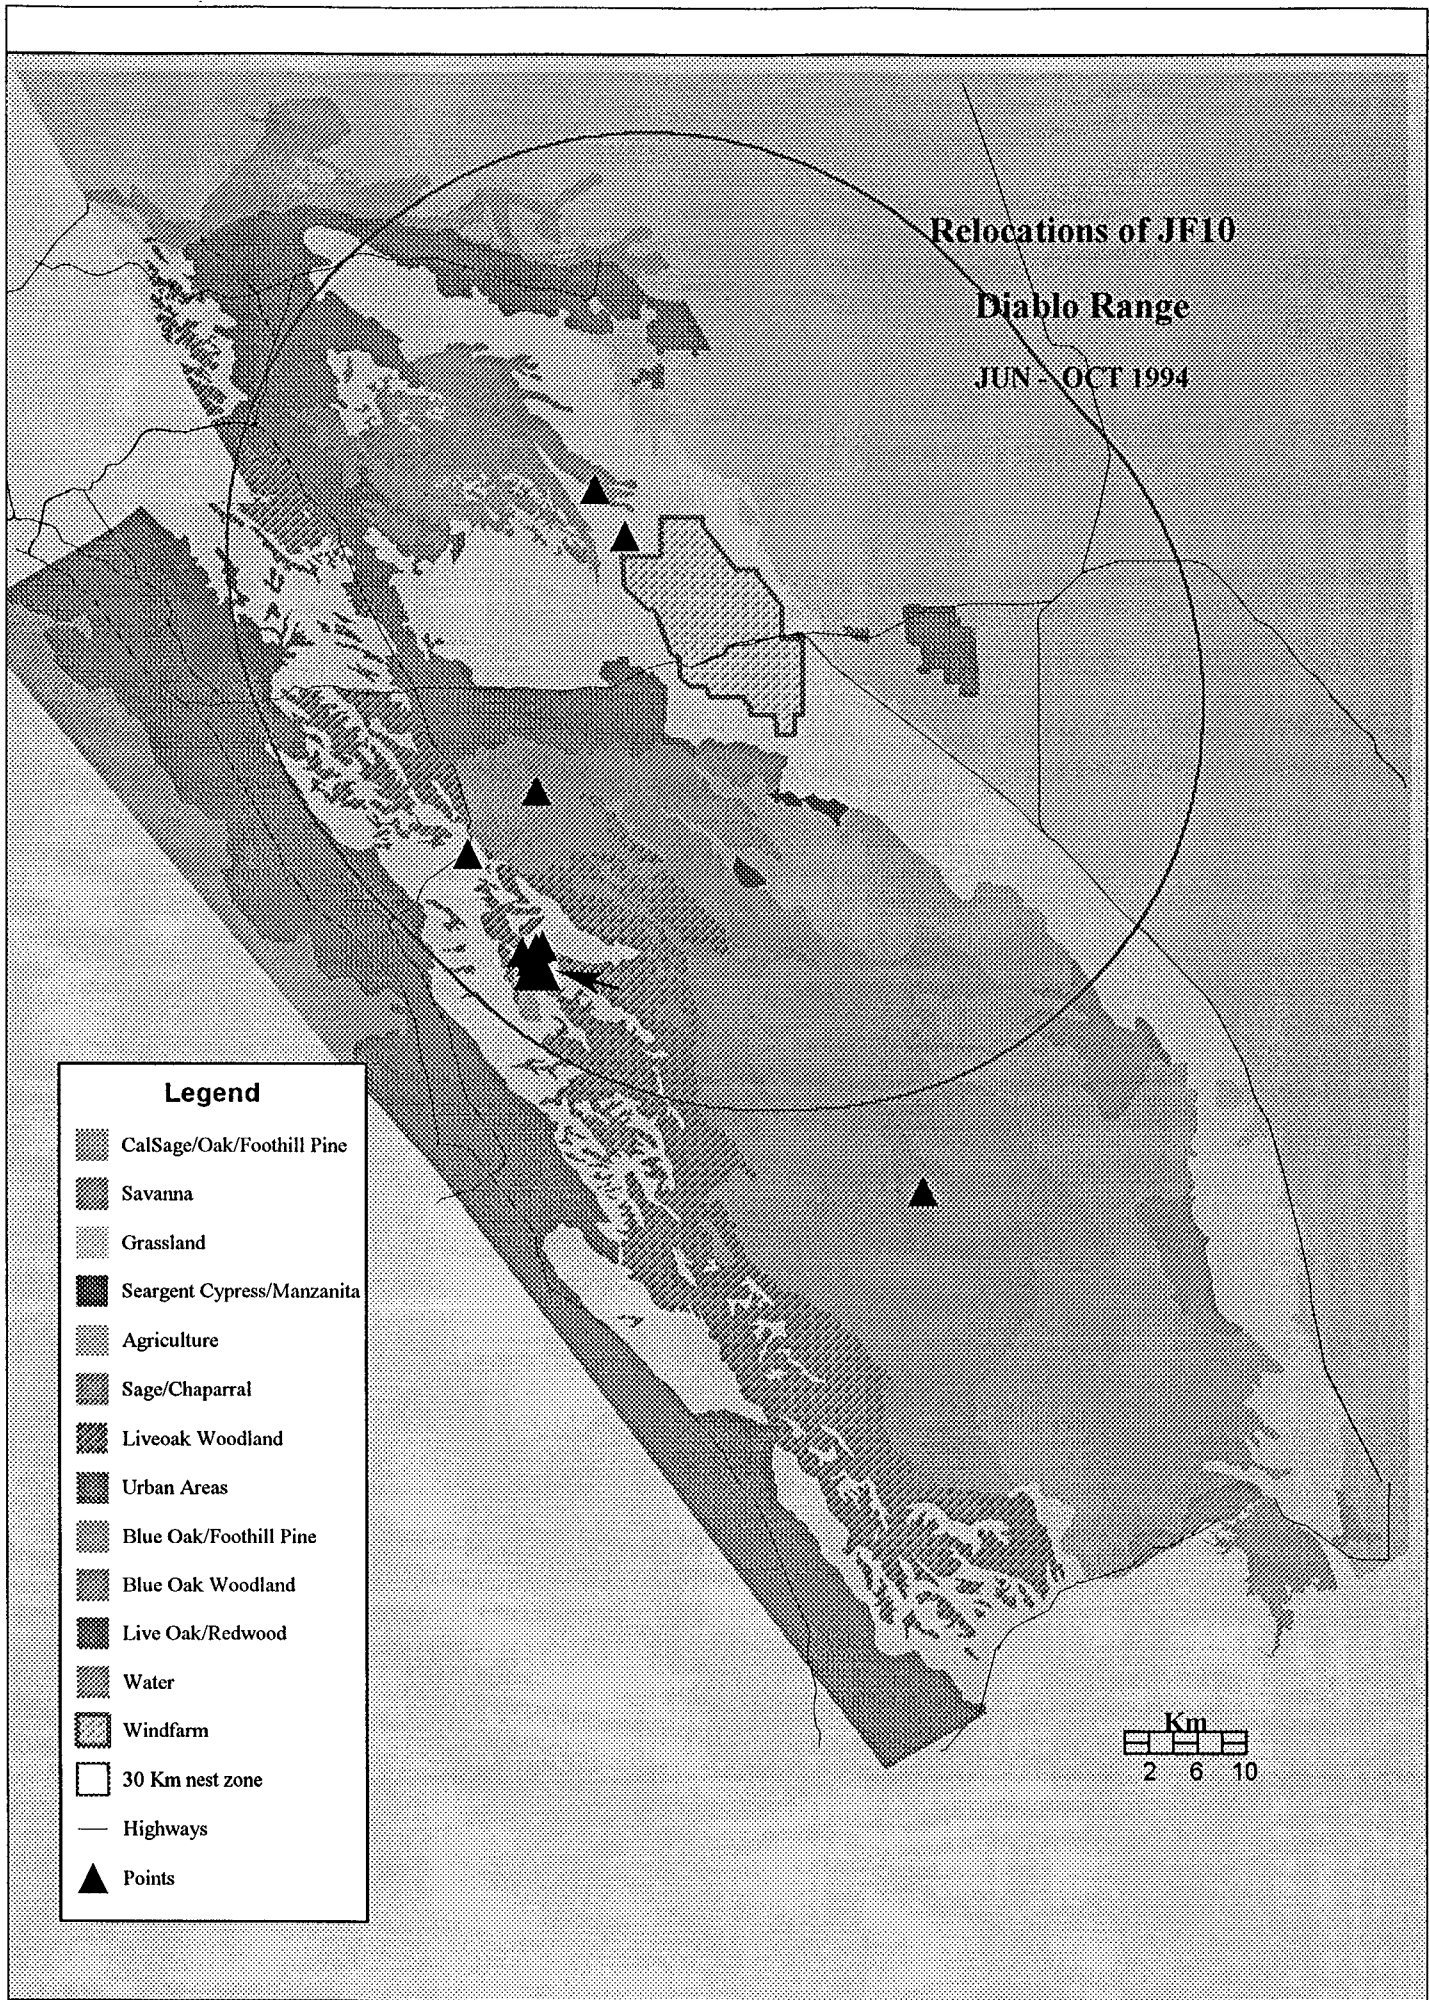 Relocations of JF10
Diablo Range
JUN - OCT 1994
Legend
CalSage/Oak/Foothill Pine
Savanna
Grassland
Seargent Cypress/Manzanita
Agriculture
Sage/Chaparral
Liveoak Woodland
Urban Areas
Blue Oak/Foothill Pine
Blue Oak Woodland
Live Oak/Redwood
Water
Windfarm
30 Km nest zone
Highways
Points
Km
2 6 10